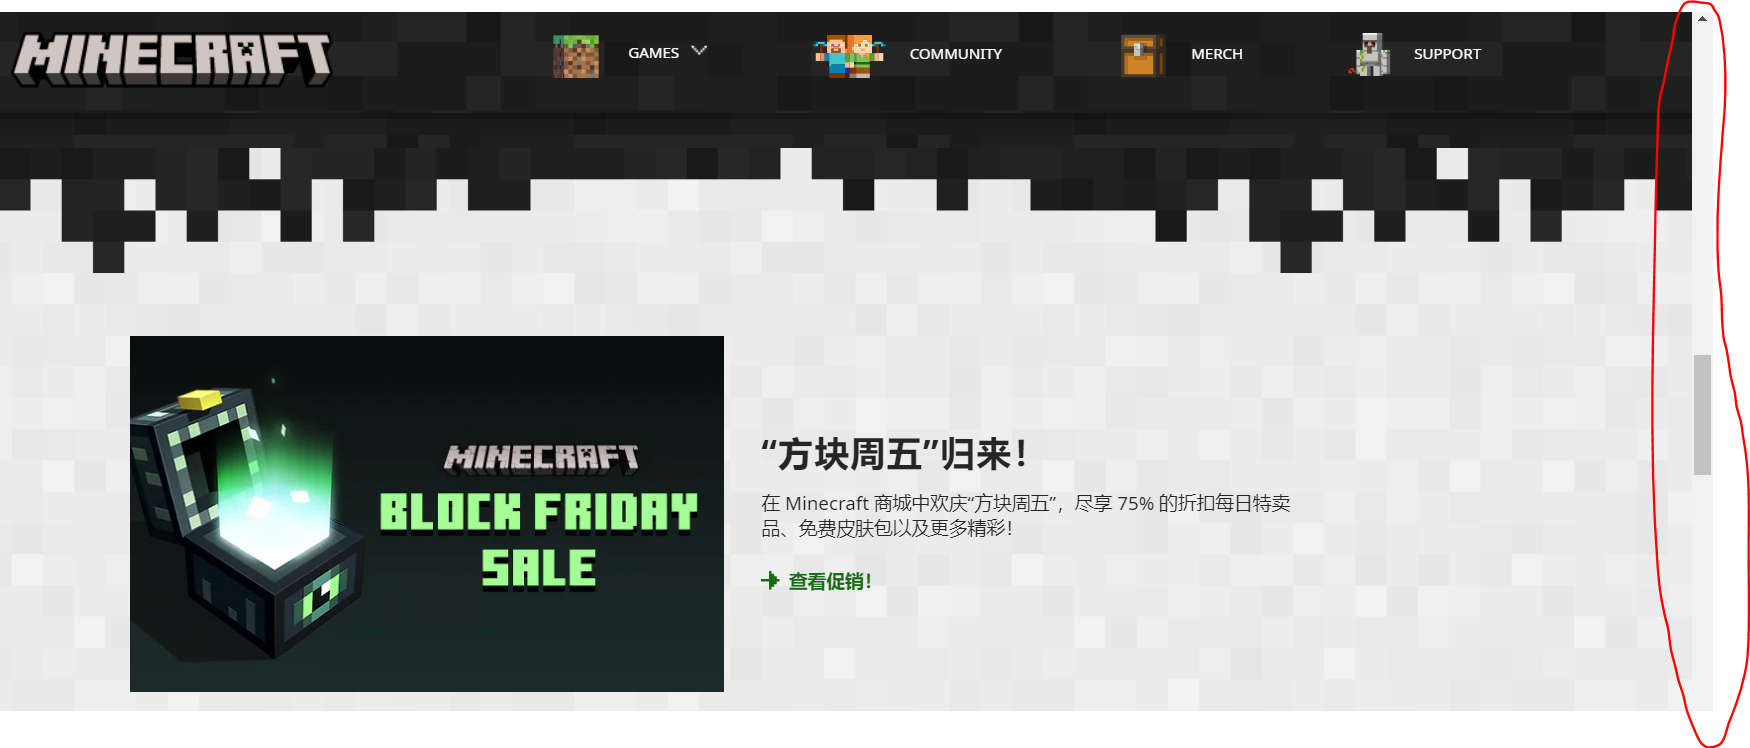 MINECRAFT
GAMES
COMMUNITY
MERCH
SUPPORT
MINECRAFT
BLOCK FRIDAY
SALE
“方块周五”归来！
在 Minecraft 商城中欢庆“方块周五”，尽享 75% 的折扣每日特卖
品、免费皮肤包以及更多精彩！
查看促销！